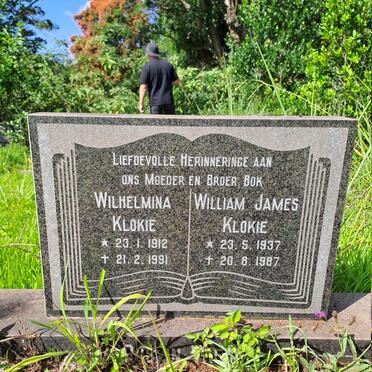 Liefdevolle Herinneringe aan
ons Moeder en Broer, Bok
Wilhelmina
Klokie
* 23.1.1912
† 21.2.1991
William James
Klokie
* 23.5.1937
† 20.8.1987